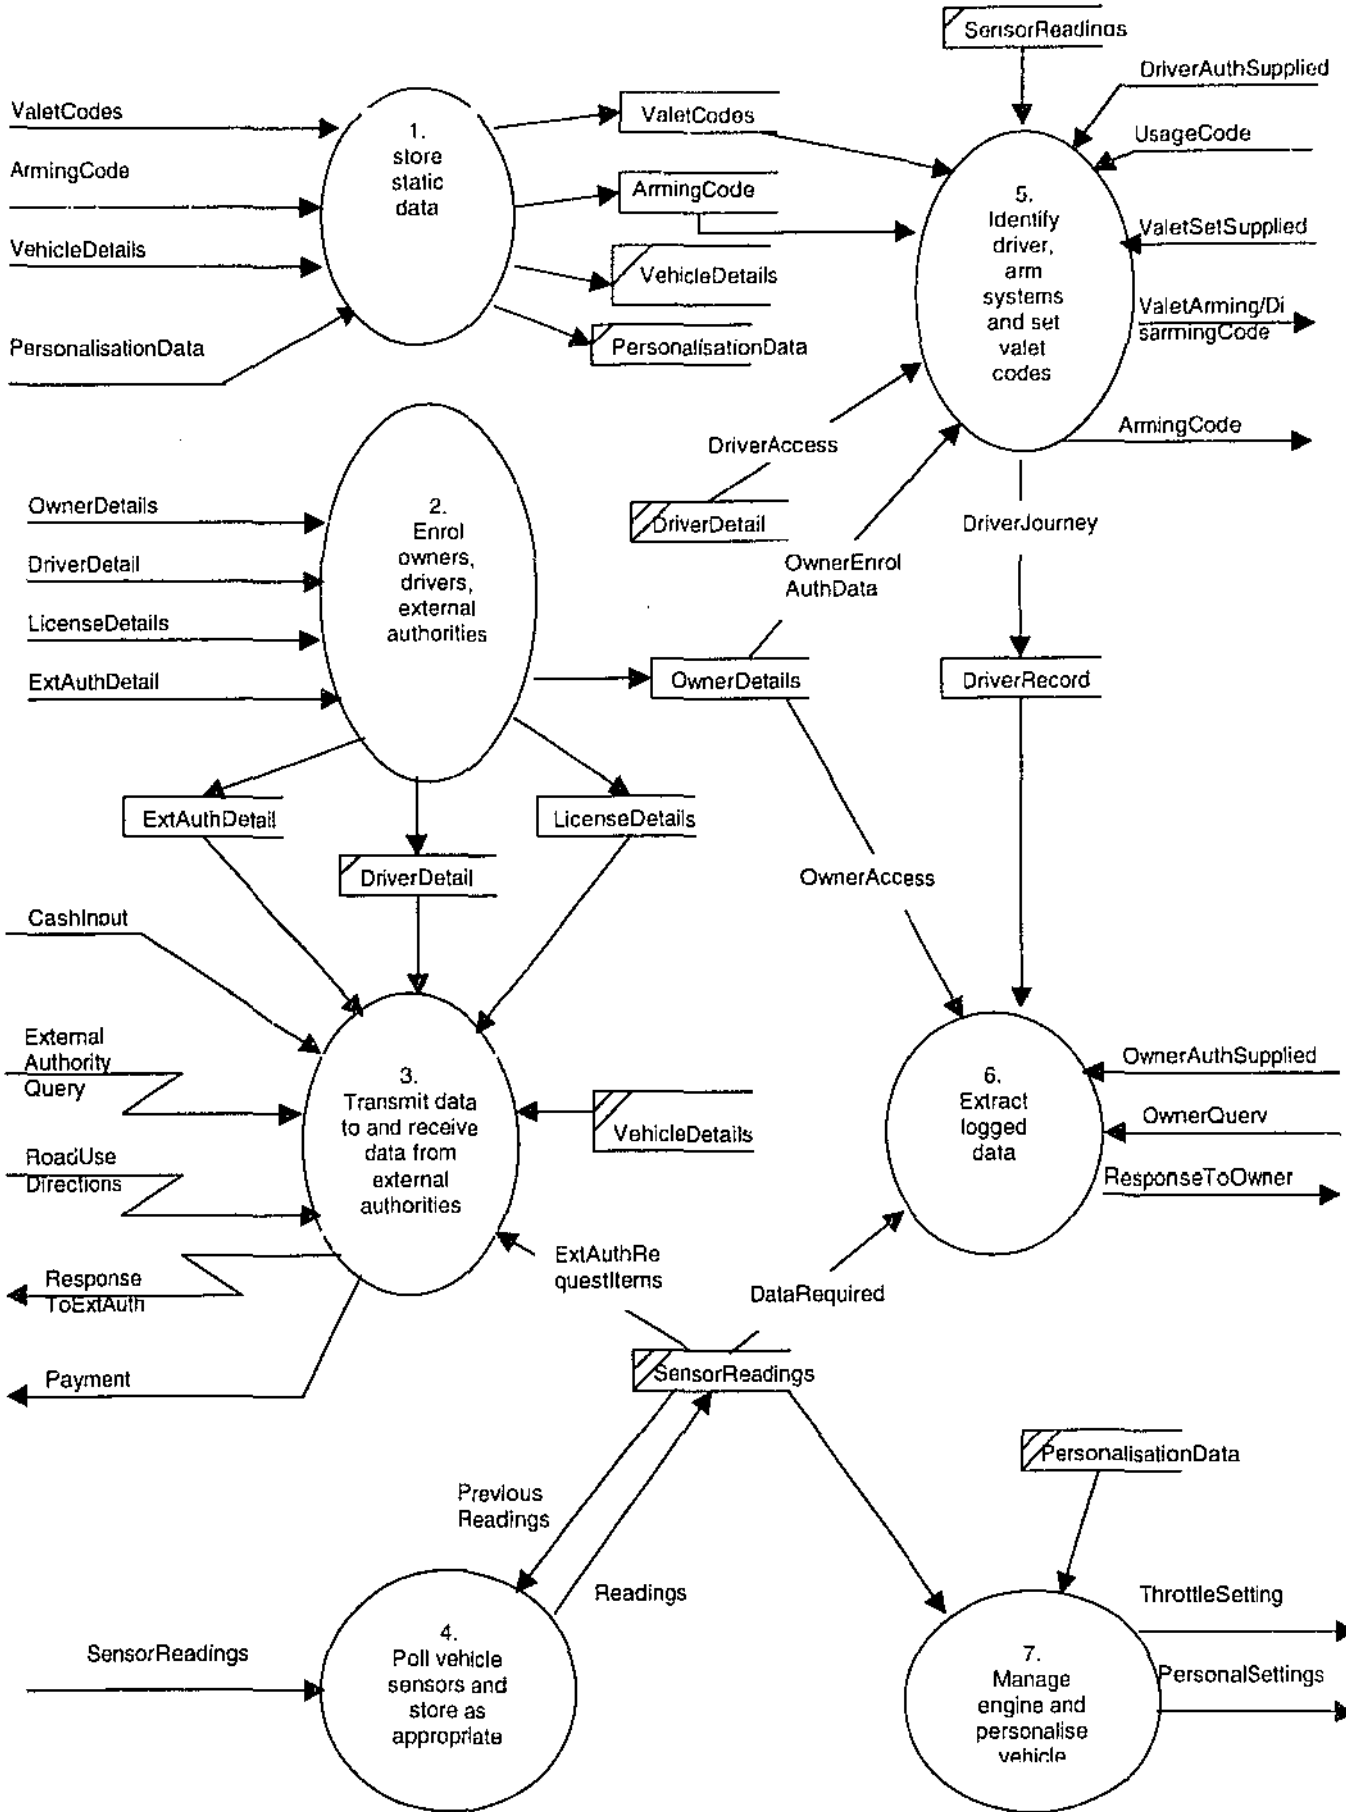 SensorReadings
DriverAuthSupplied
ValetCodes
ValetCodes
1.
store
static
data
UsageCode
ArmingCode
ArmingCode
5.
Identify
driver,
arm
systems
and set
valet
codes
ValetSetSupplied
VehicleDetails
VehicleDetails
ValetArming/Di
sarmingCode
PersonalisationData
PersonalisationData
ArmingCode
DriverAccess
OwnerDetails
2.
Enrol
owners,
drivers,
external
authorities
DriverDetail
DriverJourney
DriverDetail
OwnerEnrol
AuthData
LicenseDetails
ExtAuthDetail
OwnerDetails
DriverRecord
ExtAuthDetail
LicenseDetails
DriverDetail
OwnerAccess
CashInput
External
Authority
Query
3.
Transmit data
to and receive
data from
external
authorities
6.
Extract
logged
data
OwnerAuthSupplied
OwnerQuery
VehicleDetails
RoadUse
Directions
ResponseToOwner
ExtAuthRe
questItems
Response
ToExtAuth
DataRequired
Payment
SensorReadings
PersonalisationData
Previous
Readings
Readings
ThrottleSetting
4.
Poll vehicle
sensors and
store as
appropriate
SensorReadings
7.
Manage
engine and
personalise
vehicle
PersonalSettings